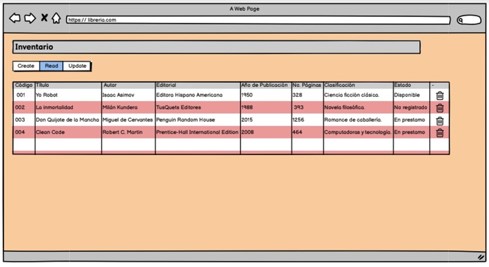 A Web Page
https:// libreria.com
Inventario
Create Read Update
Código Título Autor Editorial Año de Publicación No. Páginas Clasificación Estado -
001 Yo Robot Isaac Asimov Editora Hispano Americana 1950 328 Ciencia ficción clásica. Disponible
002 La inmortalidad Milán Kundera TusQuets Editores 1988 393 Novela filosófica. No registrado
003 Don Quijote de la Mancha Miguel de Cervantes Penguin Random House 2015 1256 Romance de caballería. En prestamo
004 Clean Code Robert C. Martin Prentice-Hall International Edition 2008 464 Computadoras y tecnología. En prestamo